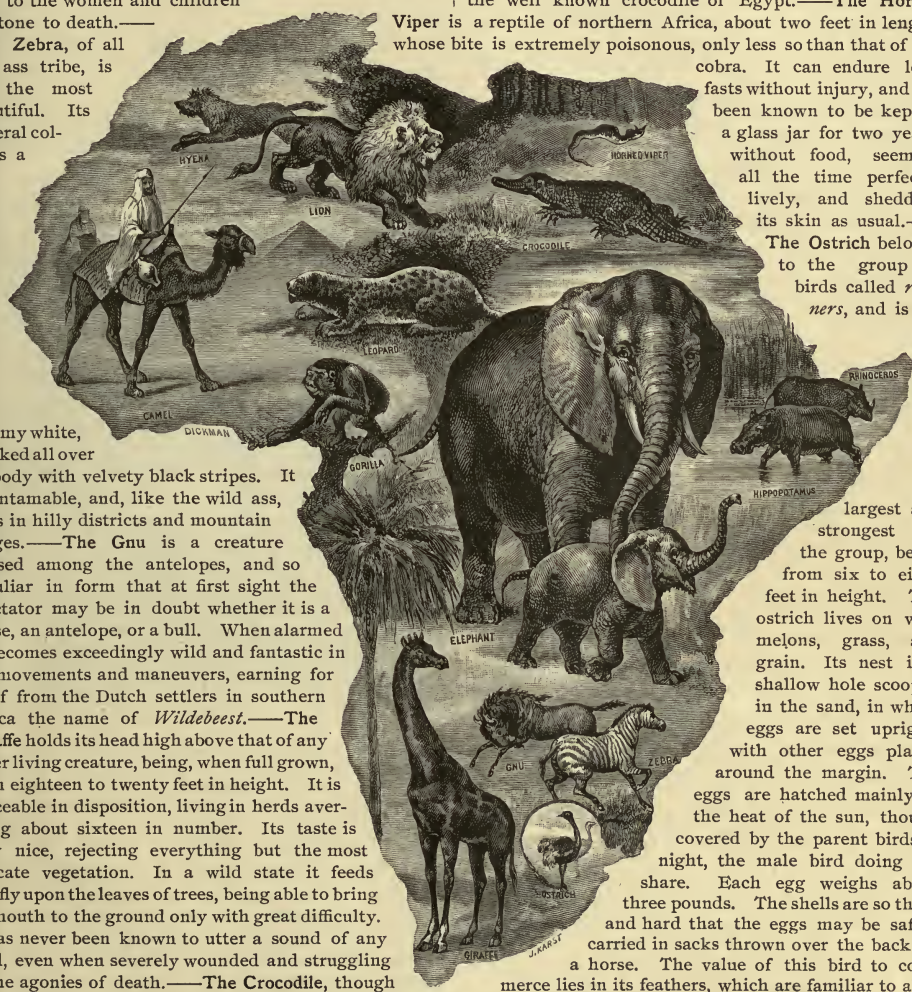 to the women and children
tone to death.——
Zebra, of all
ass tribe, is
the most
utiful. Its
eral col-
s a
my white,
ked all over
body with velvety black stripes. It
ntamable, and, like the wild ass,
s in hilly districts and mountain
ges.——The Gnu is a creature
sed among the antelopes, and so
uliar in form that at first sight the
ctator may be in doubt whether it is a
se, an antelope, or a bull. When alarmed
ecomes exceedingly wild and fantastic in
movements and maneuvers, earning for
f from the Dutch settlers in southern
ca the name of Wildebeest.——The
affe holds its head high above that of any
er living creature, being, when full grown,
n eighteen to twenty feet in height. It is
ceable in disposition, living in herds aver-
g about sixteen in number. Its taste is
nice, rejecting everything but the most
cate vegetation. In a wild state it feeds
fly upon the leaves of trees, being able to bring
mouth to the ground only with great difficulty.
as never been known to utter a sound of any
l, even when severely wounded and struggling
he agonies of death.——The Crocodile, though
HYENA
LION
HORNED VIPER
CROCODILE
LEOPARD
CAMEL
DICKMAN
GORILLA
RHINOCEROS
HIPPOPOTAMUS
ELEPHANT
GNU
ZEBRA
OSTRICH
GIRAFFE
J. KARST
the well known crocodile of Egypt.——The Hor
Viper is a reptile of northern Africa, about two feet in leng
whose bite is extremely poisonous, only less so than that of
cobra. It can endure l
fasts without injury, and
been known to be kep
a glass jar for two ye
without food, seem
all the time perfe
lively, and shedd
its skin as usual.-
The Ostrich belo
to the group
birds called r
ners, and is
largest a
strongest
the group, be
from six to ei
feet in height. T
ostrich lives on w
melons, grass, a
grain. Its nest i
shallow hole scoo
in the sand, in wh
eggs are set uprig
with other eggs pla
around the margin. T
eggs are hatched mainly
the heat of the sun, thou
covered by the parent birds
night, the male bird doing
share. Each egg weighs ab
three pounds. The shells are so th
and hard that the eggs may be saf
carried in sacks thrown over the back
a horse. The value of this bird to co
merce lies in its feathers, which are familiar to a